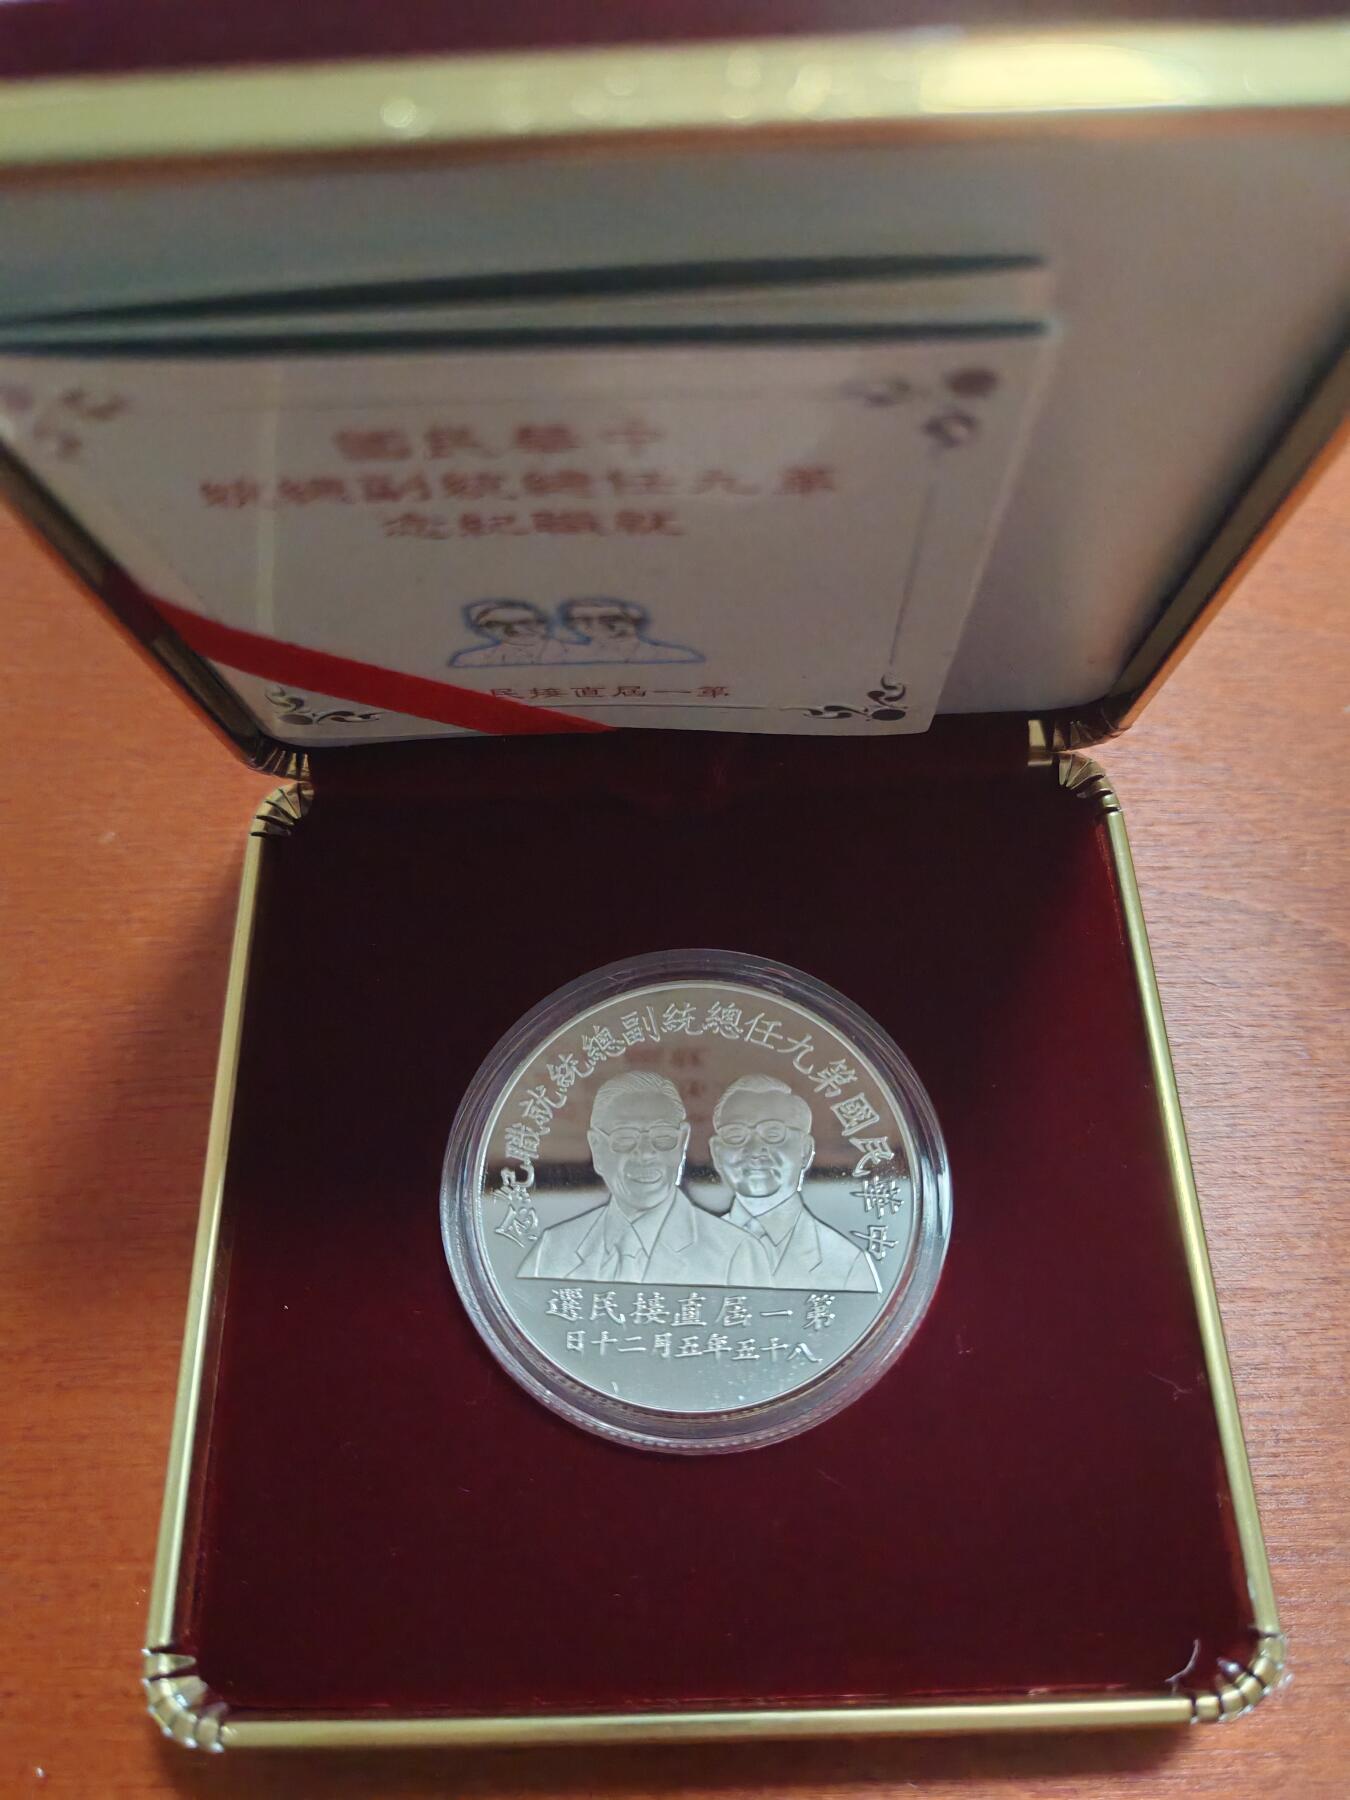 中華民國
第九任總統副總統
就職紀念
第一屆直接民
中華民國第九任總統副總統就職紀念
第一屆直接民選
八十五年五月二十日